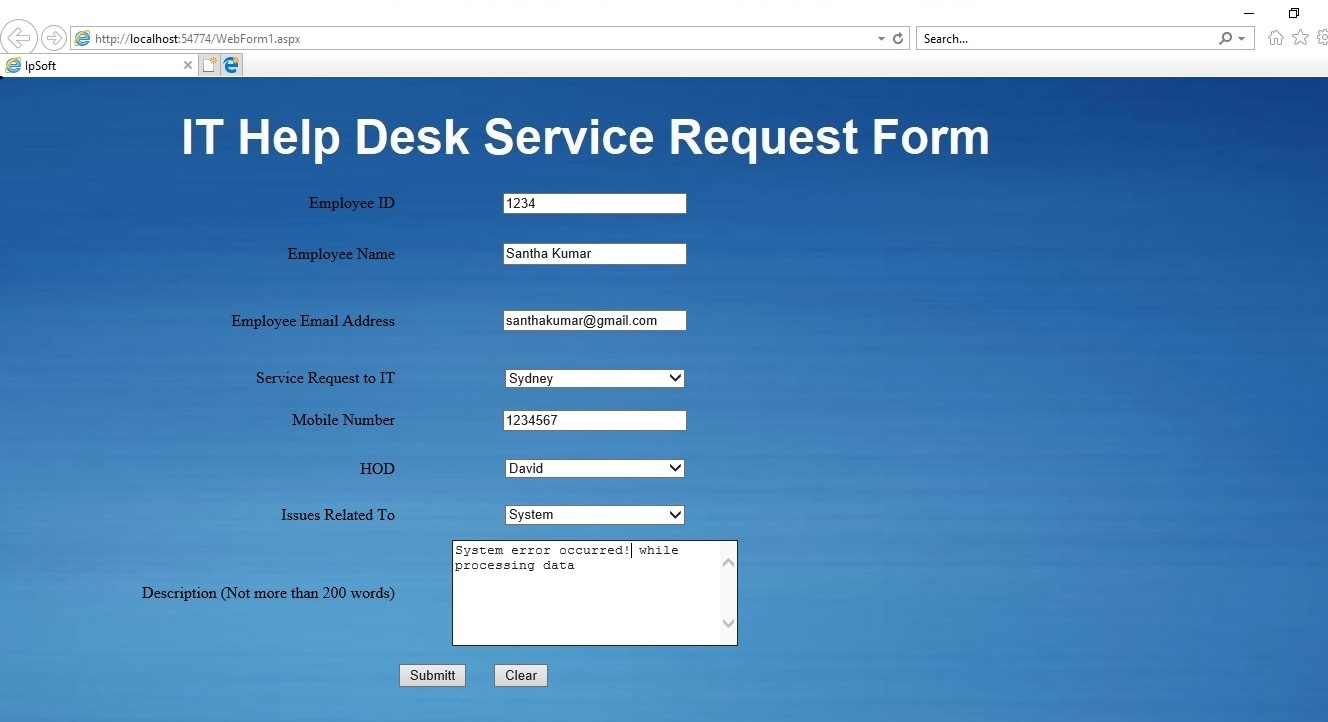 http://localhost:54774/WebForm1.aspx
Search...
IpSoft
IT Help Desk Service Request Form
Employee ID 1234
Employee Name Santha Kumar
Employee Email Address santhakumar@gmail.com
Service Request to IT Sydney
Mobile Number 1234567
HOD David
Issues Related To System
System error occurred! while
processing data
Description (Not more than 200 words)
Submitt Clear